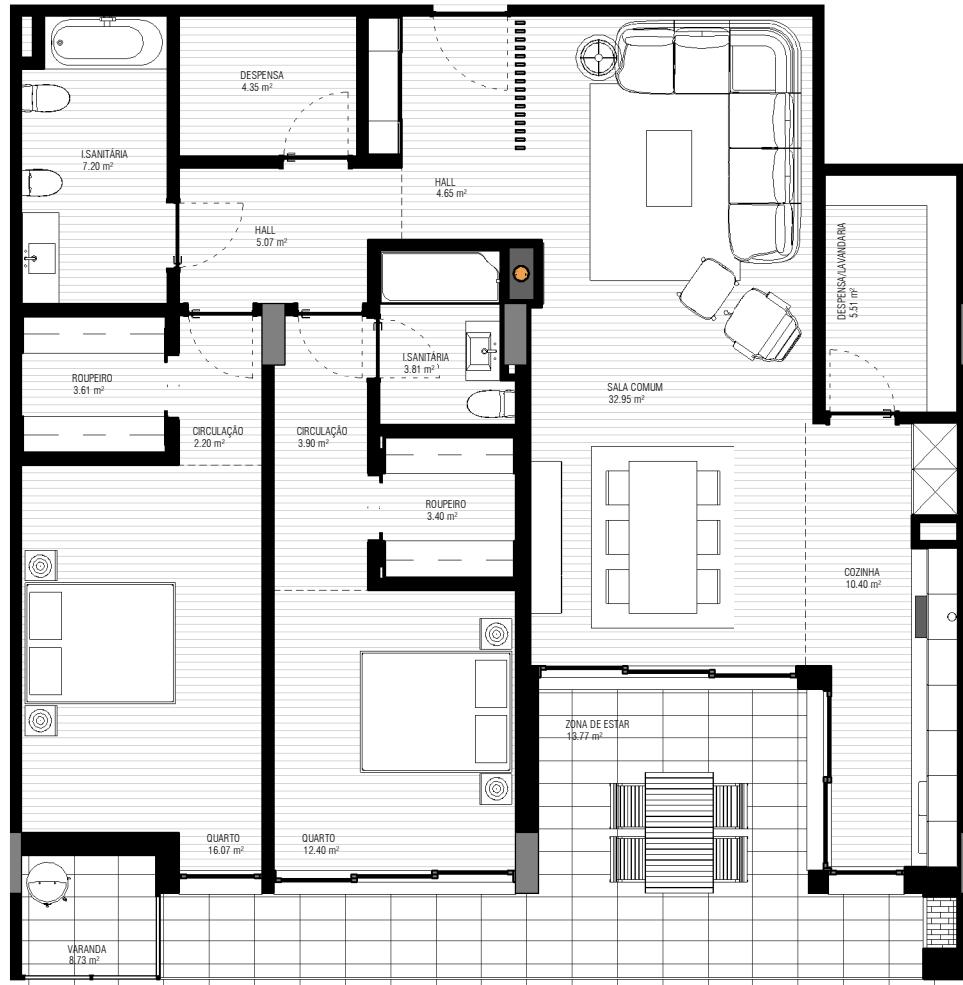 DESPENSA
4.35 m²
I.SANITÁRIA
7.20 m²
HALL
4.65 m²
HALL
5.07 m²
DESPENSA/LAVANDARIA
5.51 m²
I.SANITÁRIA
3.81 m²
ROUPEIRO
3.61 m²
SALA COMUM
32.95 m²
CIRCULAÇÃO
2.20 m²
CIRCULAÇÃO
3.90 m²
ROUPEIRO
3.40 m²
COZINHA
10.40 m²
ZONA DE ESTAR
13.77 m²
QUARTO
16.07 m²
QUARTO
12.40 m²
VARANDA
8.73 m²